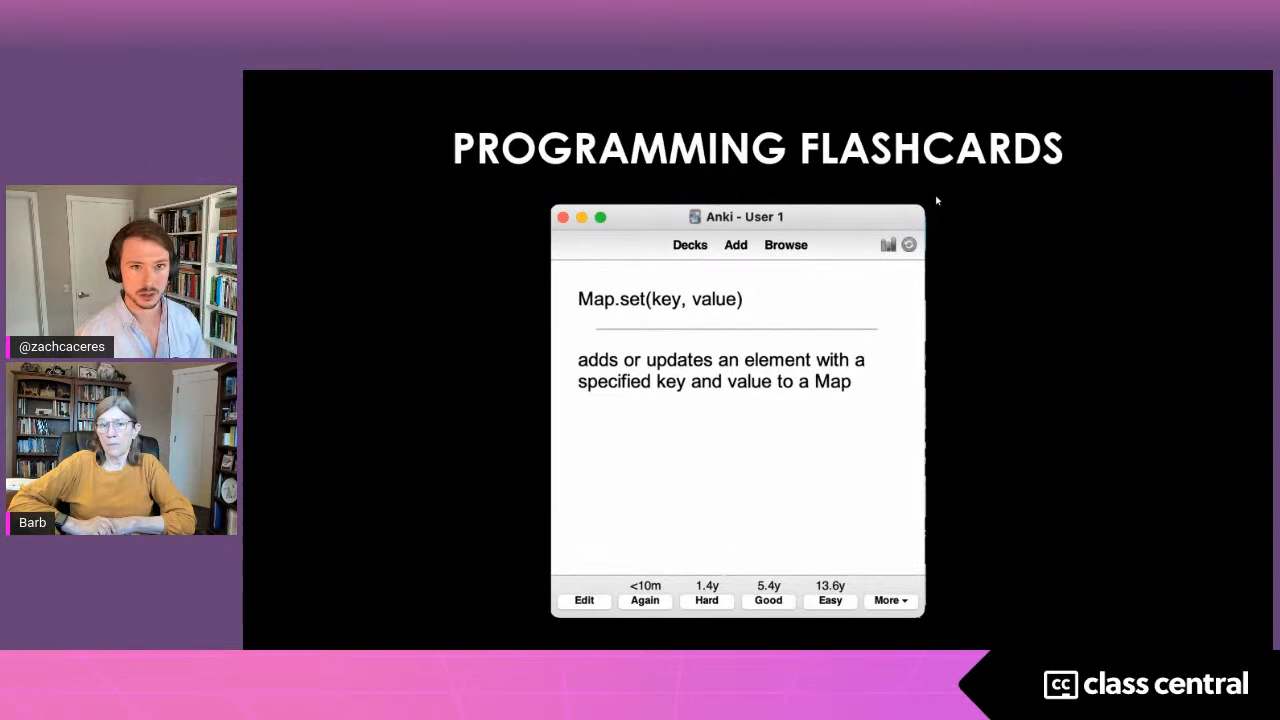 PROGRAMMING FLASHCARDS
Anki - User 1
Decks Add Browse
Map.set(key, value)
adds or updates an element with a
specified key and value to a Map
<10m 1.4y 5.4y 13.6y
Edit Again Hard Good Easy More
@zachcaceres
Barb
cc class central